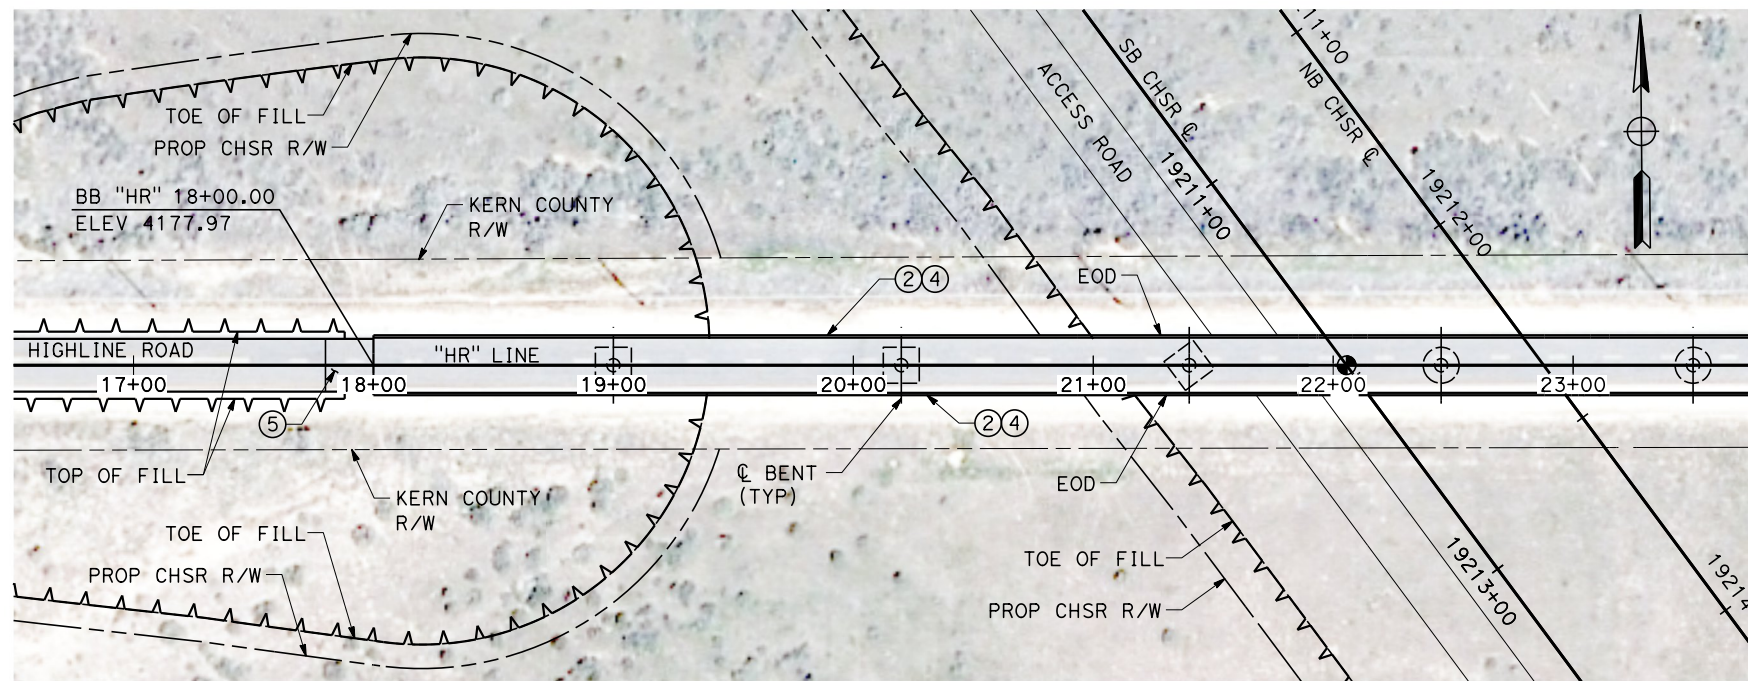 11+00
SB CHSR ℄
NB CHSR ℄
ACCESS ROAD
TOE OF FILL
PROP CHSR R/W
19211+00
19212+00
BB "HR" 18+00.00
ELEV 4177.97
KERN COUNTY
R/W
2 4
EOD
HIGHLINE ROAD
"HR" LINE
17+00
18+00
19+00
20+00
21+00
22+00
23+00
5
2 4
TOP OF FILL
℄ BENT
(TYP)
EOD
KERN COUNTY
R/W
TOE OF FILL
TOE OF FILL
PROP CHSR R/W
PROP CHSR R/W
19213+00
19214